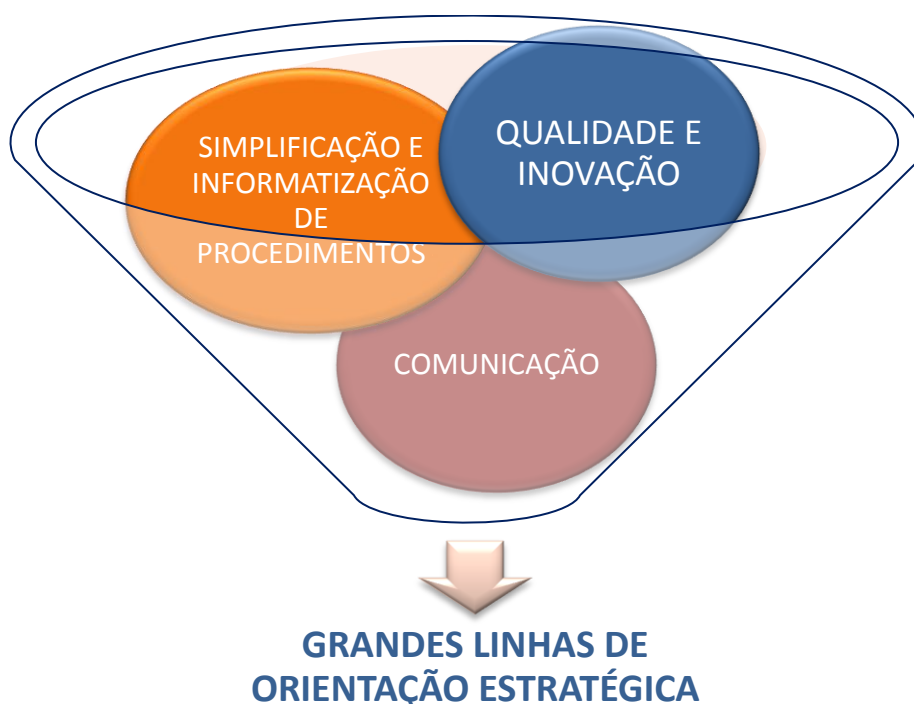 SIMPLIFICAÇÃO E
INFORMATIZAÇÃO
DE
PROCEDIMENTOS
QUALIDADE E
INOVAÇÃO
COMUNICAÇÃO
GRANDES LINHAS DE
ORIENTAÇÃO ESTRATÉGICA